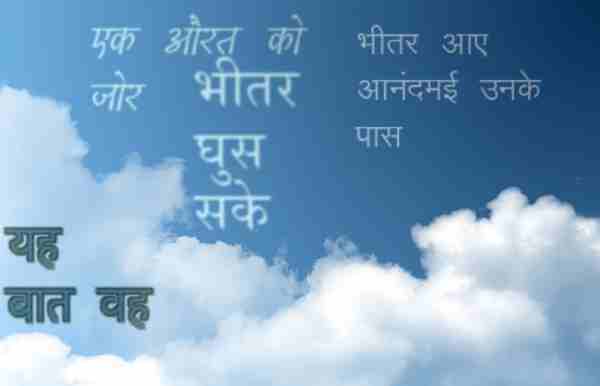 एक औरत को
जोर
भीतर
घुस
सके
भीतर आए
आनंदमई उनके
पास
यह
बात वह